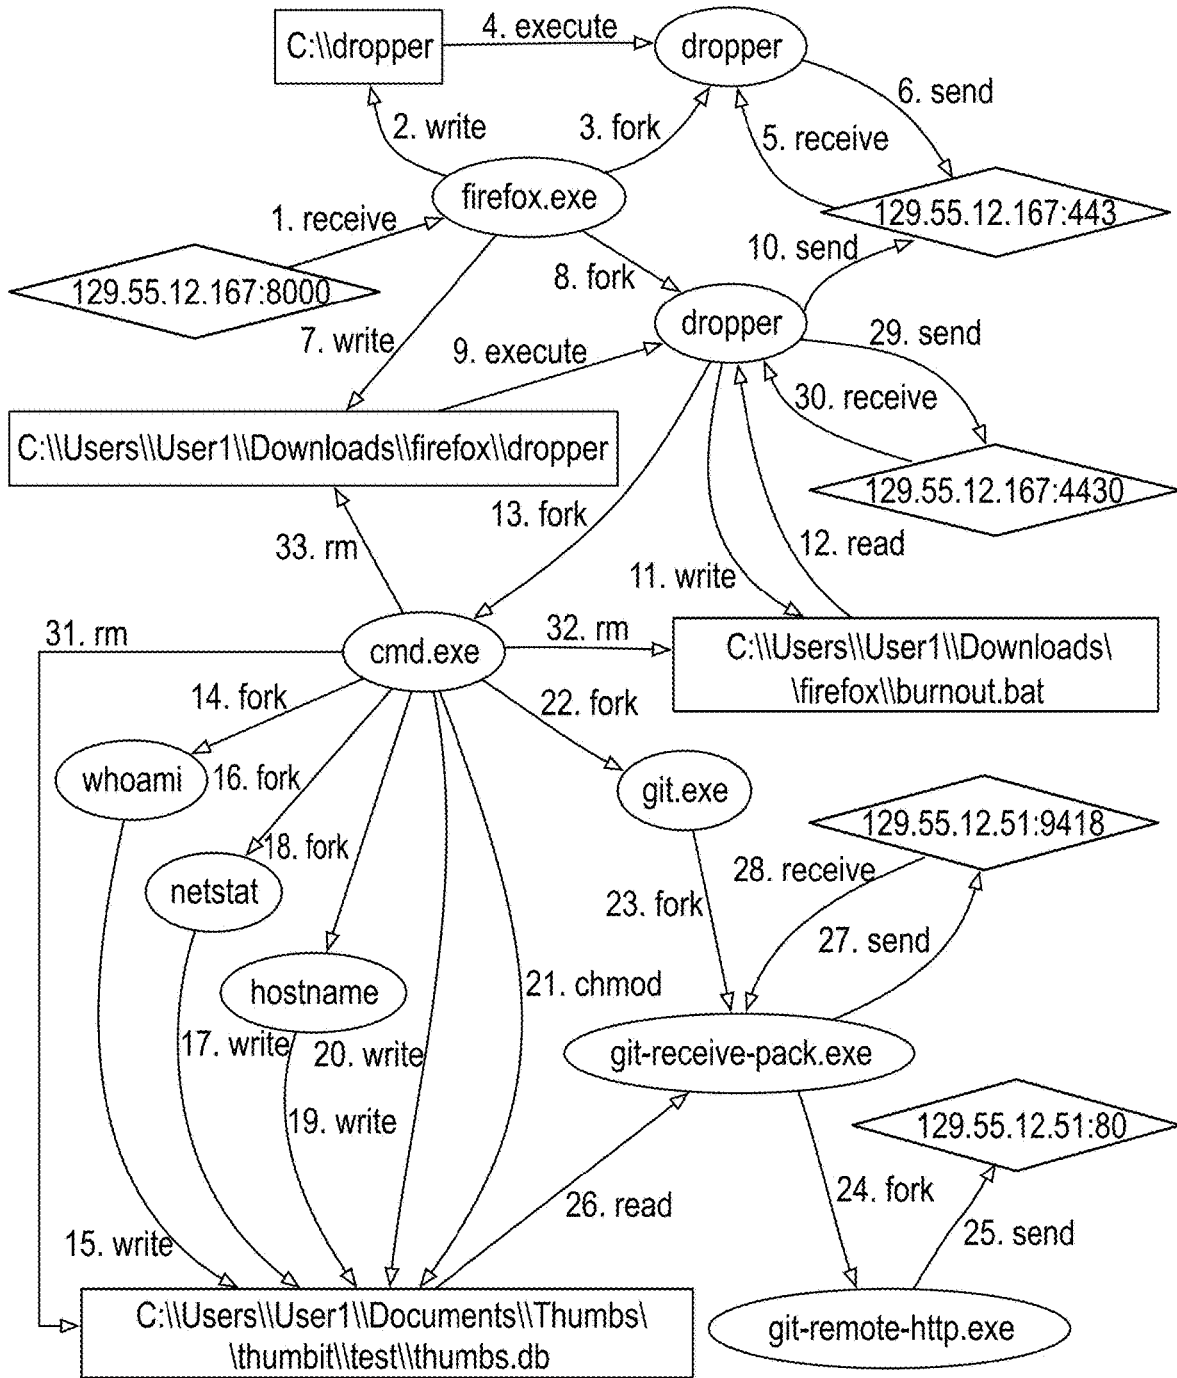 4. execute
C:\\dropper
dropper
6. send
2. write
3. fork
5. receive
firefox.exe
1. receive
129.55.12.167:443
10. send
8. fork
129.55.12.167:8000
dropper
29. send
7. write
9. execute
30. receive
C:\\Users\\User1\\Downloads\\firefox\\dropper
129.55.12.167:4430
13. fork
33. rm
12. read
11. write
31. rm
32. rm
cmd.exe
C:\\Users\\User1\\Downloads\
\firefox\\burnout.bat
14. fork
22. fork
whoami
16. fork
git.exe
129.55.12.51:9418
18. fork
28. receive
netstat
23. fork
27. send
hostname
21. chmod
17. write
20. write
git-receive-pack.exe
19. write
129.55.12.51:80
26. read
24. fork
15. write
25. send
C:\\Users\\User1\\Documents\\Thumbs\
\thumbit\\test\\thumbs.db
git-remote-http.exe